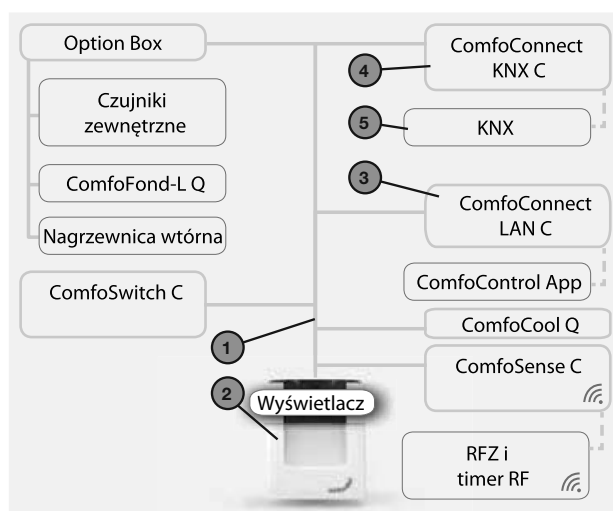 Option Box
Czujniki
zewnętrzne
ComfoFond-L Q
Nagrzewnica wtórna
ComfoSwitch C
ComfoConnect
KNX C
4
5
KNX
3
ComfoConnect
LAN C
ComfoControl App
ComfoCool Q
ComfoSense C
1
2
Wyświetlacz
RFZ i
timer RF